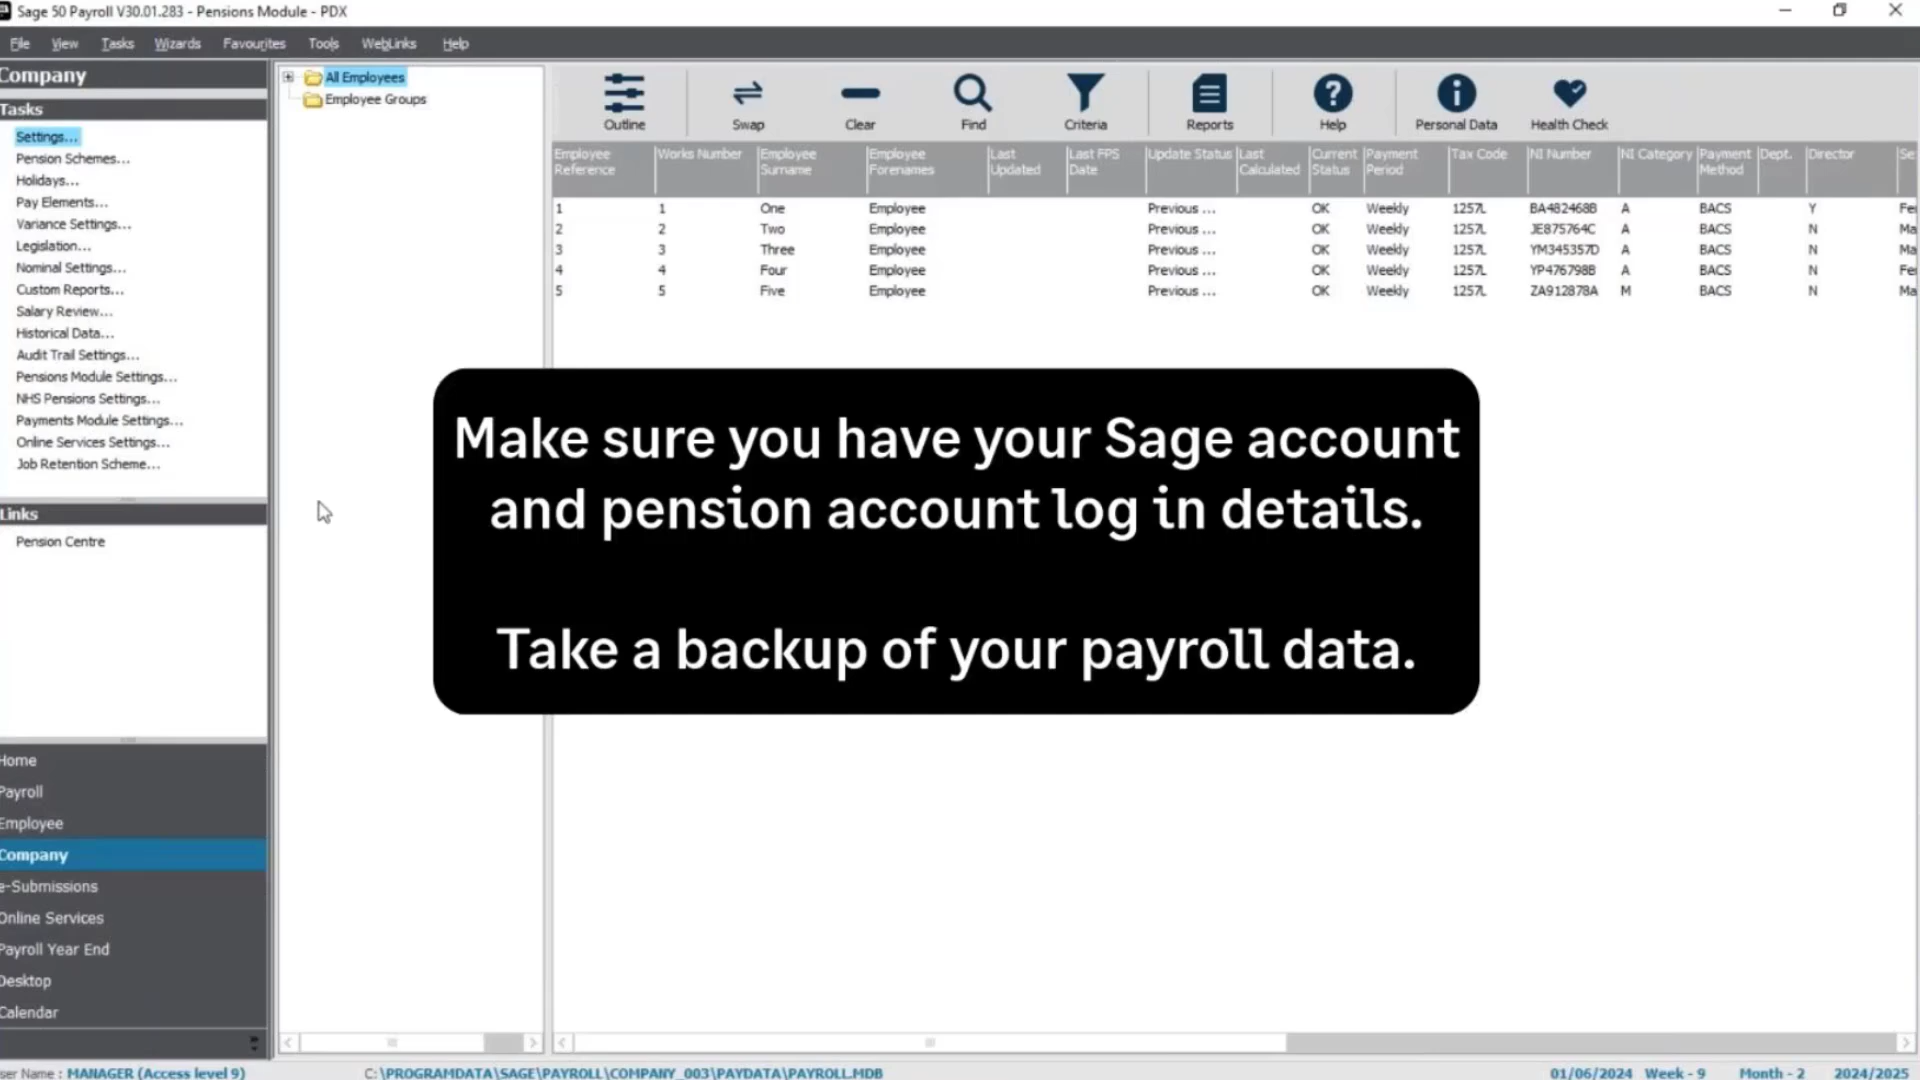 Sage 50 Payroll V30.01.283 - Pensions Module - PDX
File View Tasks Wizards Favourites Tools WebLinks Help
Company
Tasks
Settings...
Pension Schemes...
Holidays...
Pay Elements...
Variance Settings...
Legislation...
Nominal Settings...
Custom Reports...
Salary Review...
Historical Data...
Audit Trail Settings...
Pensions Module Settings...
NHS Pensions Settings...
Payments Module Settings...
Online Services Settings...
Job Retention Scheme...
Links
Pension Centre
Home
Payroll
Employee
Company
e-Submissions
Online Services
Payroll Year End
Desktop
Calendar
All Employees
Employee Groups
Outline Swap Clear Find Criteria Reports Help Personal Data Health Check
Employee Reference Works Number Employee Surname Employee Forenames Last Updated Last FPS Date Update Status Last Calculated Current Status Payment Period Tax Code NI Number NI Category Payment Method Dept. Director Se
1 1 One Employee Previous ... OK Weekly 1257L BA482468B A BACS Y Fe
2 2 Two Employee Previous ... OK Weekly 1257L JE875764C A BACS N Ma
3 3 Three Employee Previous ... OK Weekly 1257L YM345357D A BACS N Ma
4 4 Four Employee Previous ... OK Weekly 1257L YP476798B A BACS N Fe
5 5 Five Employee Previous ... OK Weekly 1257L ZA912878A M BACS N Ma
Make sure you have your Sage account
and pension account log in details.
Take a backup of your payroll data.
ser Name : MANAGER (Access level 9) C:\PROGRAMDATA\SAGE\PAYROLL\COMPANY_003\PAYDATA\PAYROLL.MDB 01/06/2024 Week - 9 Month - 2 2024/2025